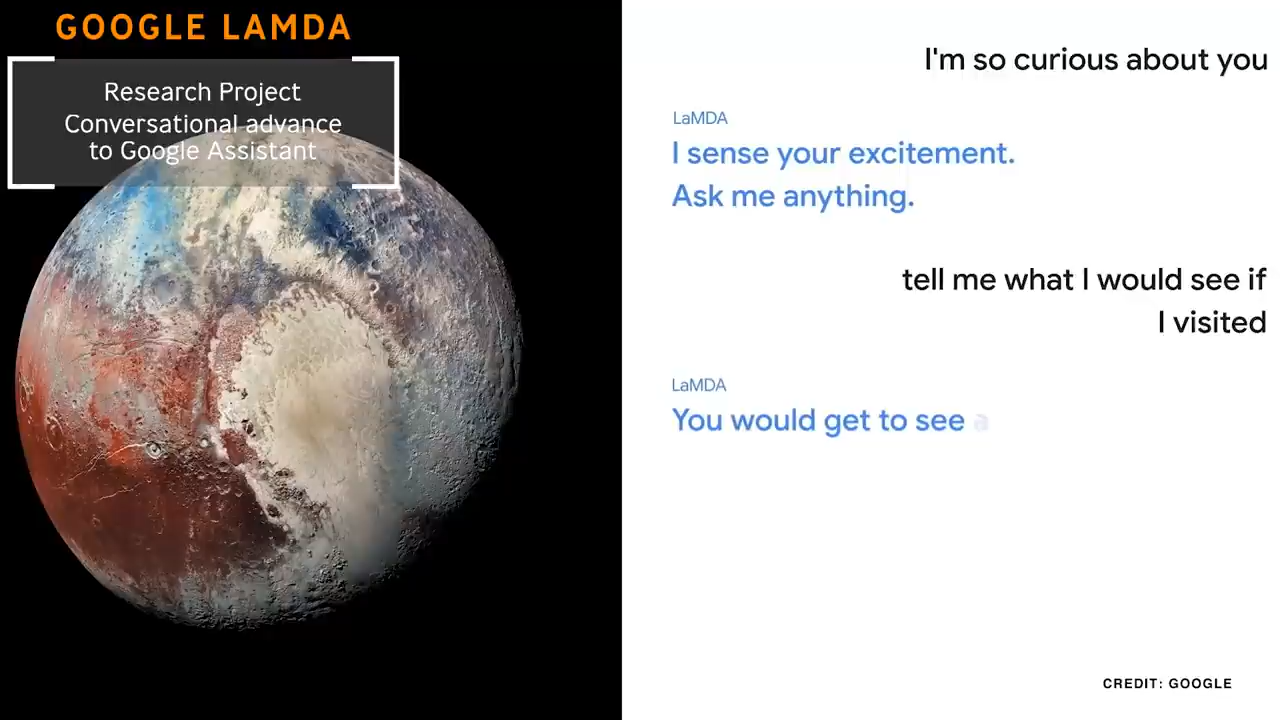 GOOGLE LAMDA
Research Project
Conversational advance
to Google Assistant
I'm so curious about you
LaMDA
I sense your excitement.
Ask me anything.
tell me what I would see if
I visited
LaMDA
You would get to see a
CREDIT: GOOGLE